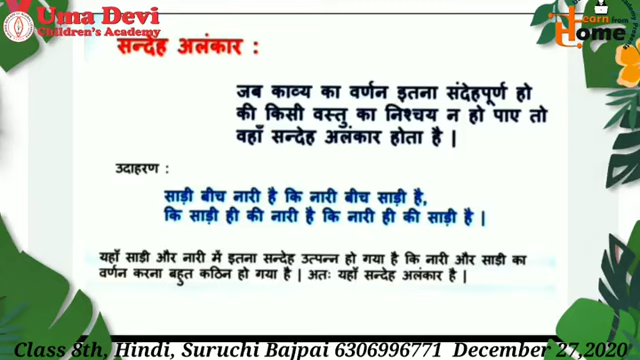 Uma Devi
Children's Academy
Learn from
Home
सन्देह अलंकार :
जब काव्य का वर्णन इतना संदेहपूर्ण हो
की किसी वस्तु का निश्चय न हो पाए तो
वहाँ सन्देह अलंकार होता है |
उदाहरण :
साड़ी बीच नारी है कि नारी बीच साड़ी है,
कि साड़ी ही की नारी है कि नारी ही की साड़ी है |
यहाँ साडी और नारी में इतना सन्देह उत्पन्न हो गया है कि नारी और साडी का
वर्णन करना बहुत कठिन हो गया है | अतः यहाँ सन्देह अलंकार है |
Class 8th, Hindi, Suruchi Bajpai 6306996771 December 27,2020